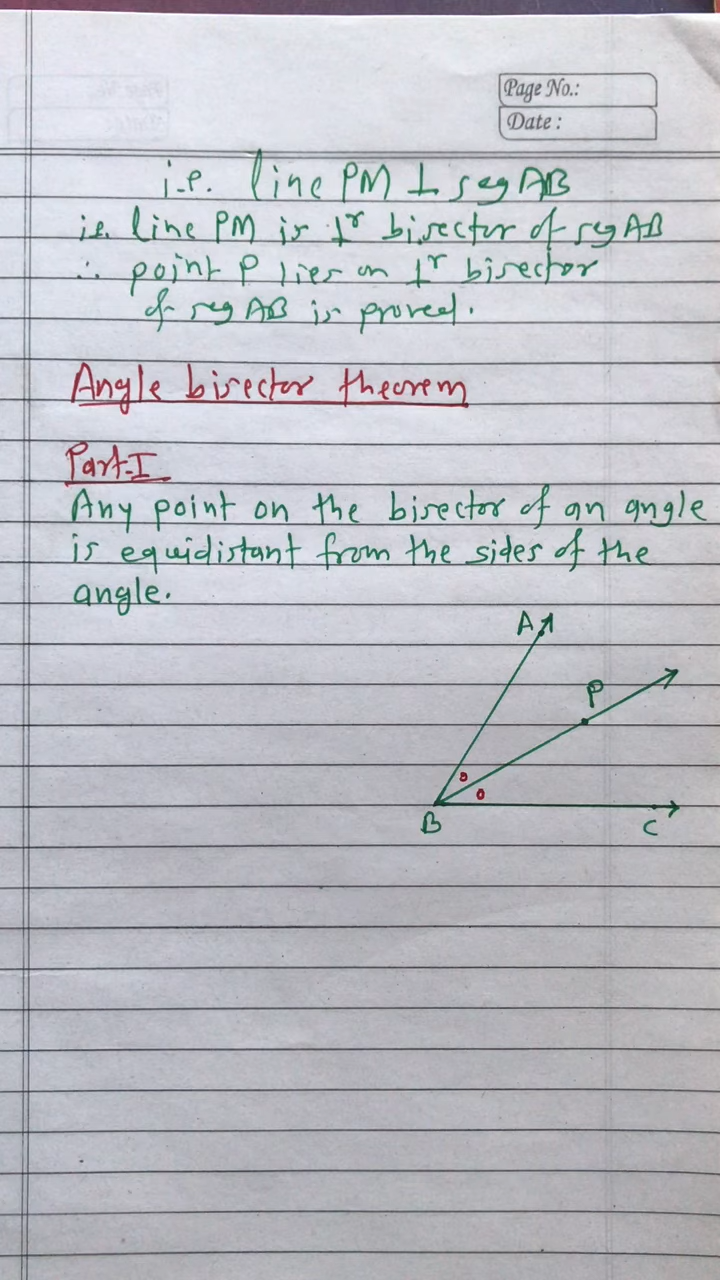 Page No.:
Date :
i.e. line PM ⊥ seg AB
i.e. line PM is ⊥r bisector of seg AB
∴ point P lies on ⊥r bisector
of seg AB is proved.
Angle bisector theorem
Part-I
Any point on the bisector of an angle
is equidistant from the sides of the
angle.
A
P
B
C